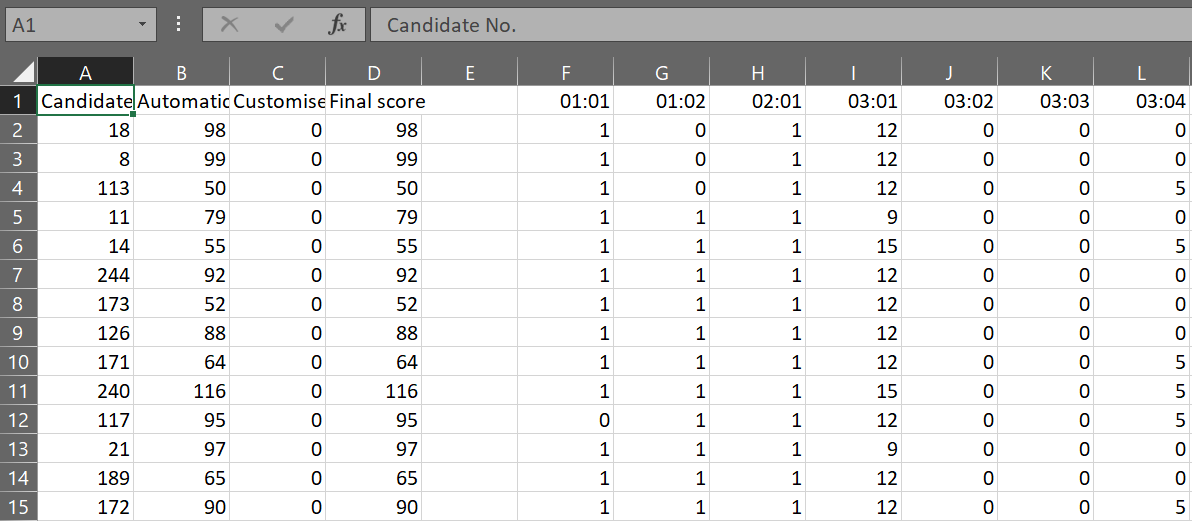 A1 fx Candidate No.
A B C D E F G H I J K L
1 Candidate Automatic Customise Final score 01:01 01:02 02:01 03:01 03:02 03:03 03:04
2 18 98 0 98 1 0 1 12 0 0 0
3 8 99 0 99 1 0 1 12 0 0 0
4 113 50 0 50 1 0 1 12 0 0 5
5 11 79 0 79 1 1 1 9 0 0 0
6 14 55 0 55 1 1 1 15 0 0 5
7 244 92 0 92 1 1 1 12 0 0 0
8 173 52 0 52 1 1 1 12 0 0 0
9 126 88 0 88 1 1 1 12 0 0 0
10 171 64 0 64 1 1 1 12 0 0 5
11 240 116 0 116 1 1 1 15 0 0 5
12 117 95 0 95 0 1 1 12 0 0 5
13 21 97 0 97 1 1 1 9 0 0 0
14 189 65 0 65 1 1 1 12 0 0 0
15 172 90 0 90 1 1 1 12 0 0 5